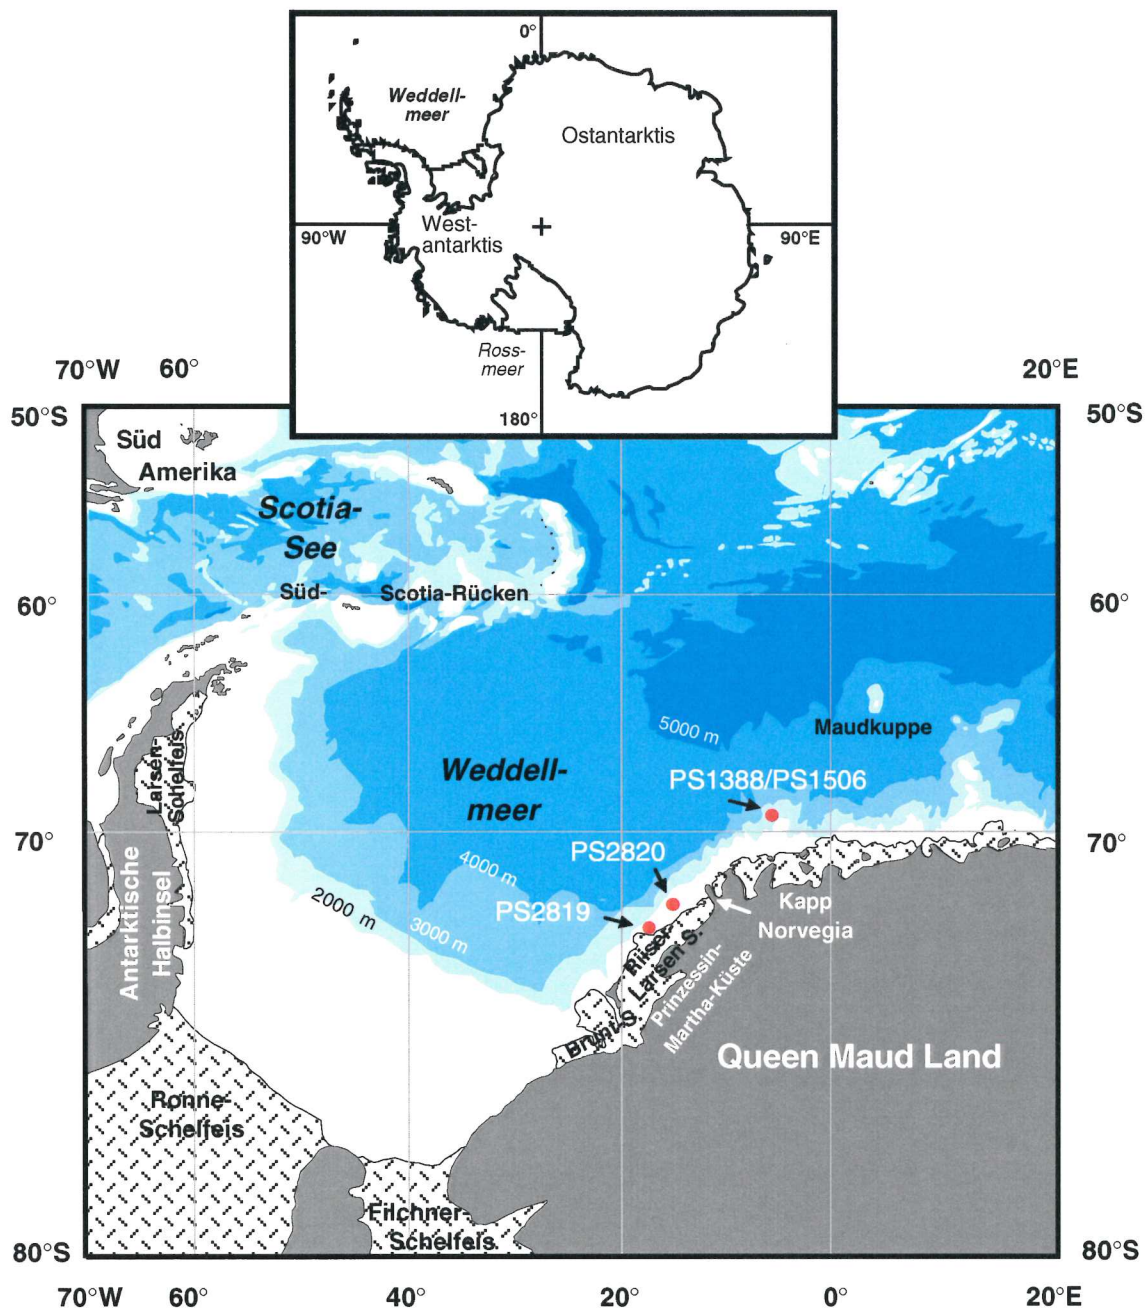 0°
Weddell-
meer
Ostantarktis
West-
antarktis
90°W
90°E
Ross-
meer
180°
70°W
60°
20°E
50°S
50°S
Süd
Amerika
Scotia-
See
Süd-
Scotia-Rücken
60°
60°
5000 m
Maudkuppe
Larsen-
Schelfeis
Weddell-
meer
PS1388/PS1506
70°
70°
PS2820
4000 m
2000 m
PS2819
3000 m
Kapp
Norvegia
Antarktische
Halbinsel
Riiser
Larsen S.
Prinzessin-
Martha-Küste
Brunt S.
Queen Maud Land
Ronne-
Schelfeis
Filchner-
Schelfeis
80°S
80°S
70°W
60°
40°
20°
0°
20°E